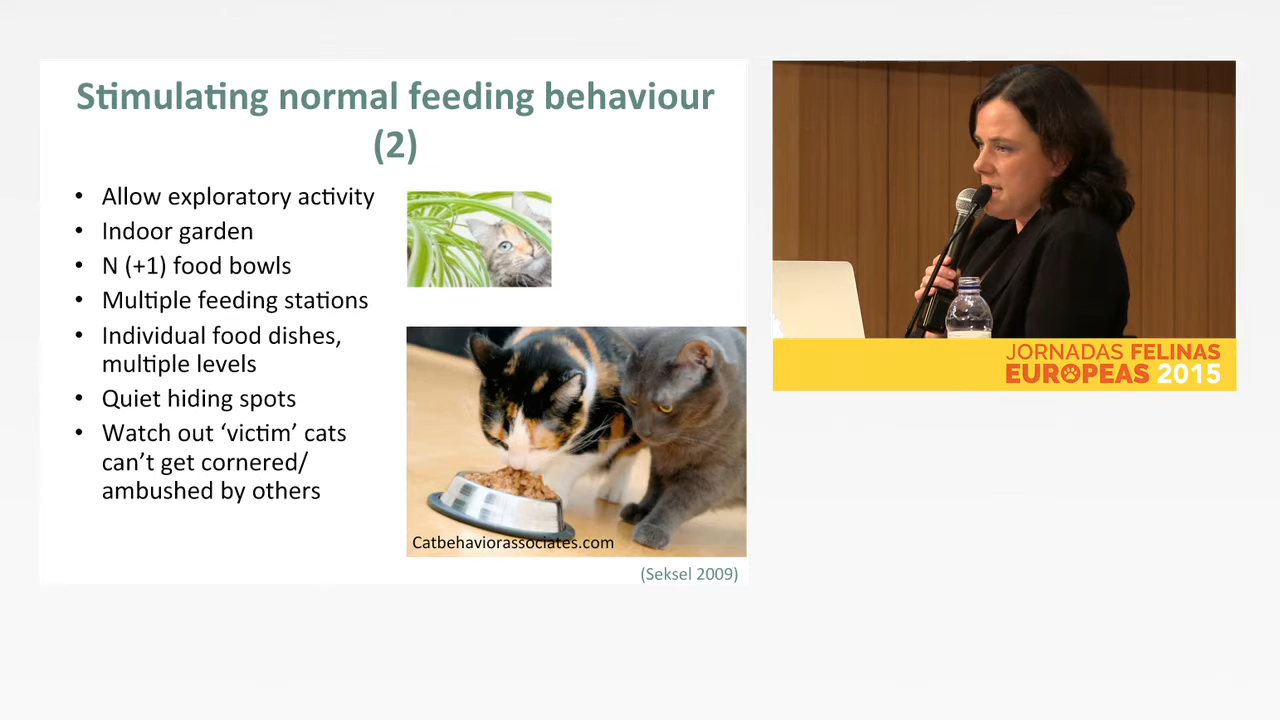 Stimulating normal feeding behaviour
(2)
• Allow exploratory activity
• Indoor garden
• N (+1) food bowls
• Multiple feeding stations
• Individual food dishes,
multiple levels
• Quiet hiding spots
• Watch out ‘victim’ cats
can’t get cornered/
ambushed by others
Catbehaviorassociates.com
(Seksel 2009)
JORNADAS FELINAS
EUROPEAS 2015